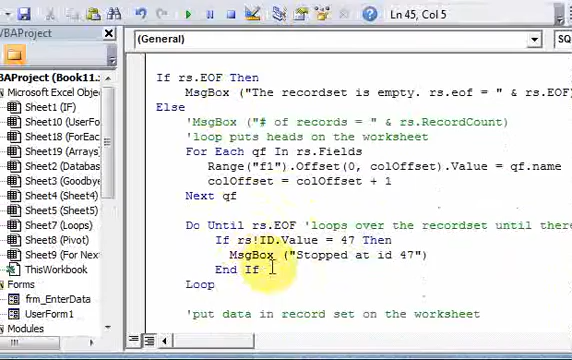 Ln 45, Col 5
VBAProject
(General)
SQ
BAProject (Book11.
Microsoft Excel Objec
Sheet1 (IF)
Sheet10 (UserFo
Sheet18 (ForEac
Sheet19 (Arrays)
Sheet2 (Databas
Sheet3 (Goodbye
Sheet4 (Sheet4)
Sheet5 (Sheet5)
Sheet7 (Loops)
Sheet8 (Pivot)
Sheet9 (For Nex
ThisWorkbook
Forms
frm_EnterData
UserForm1
Modules
If rs.EOF Then
MsgBox ("The recordset is empty. rs.eof = " & rs.EOF)
Else
'MsgBox ("# of records = " & rs.RecordCount)
'loop puts heads on the worksheet
For Each qf In rs.Fields
Range("f1").Offset(0, colOffset).Value = qf.name
colOffset = colOffset + 1
Next qf
Do Until rs.EOF 'loops over the recordset until there
If rs!ID.Value = 47 Then
MsgBox ("Stopped at id 47")
End If
Loop
'put data in record set on the worksheet